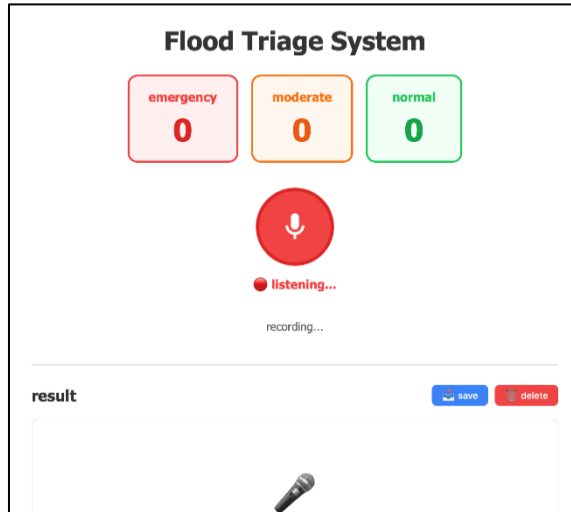 Flood Triage System
emergency moderate normal
0 0 0
listening...
recording...
result save delete